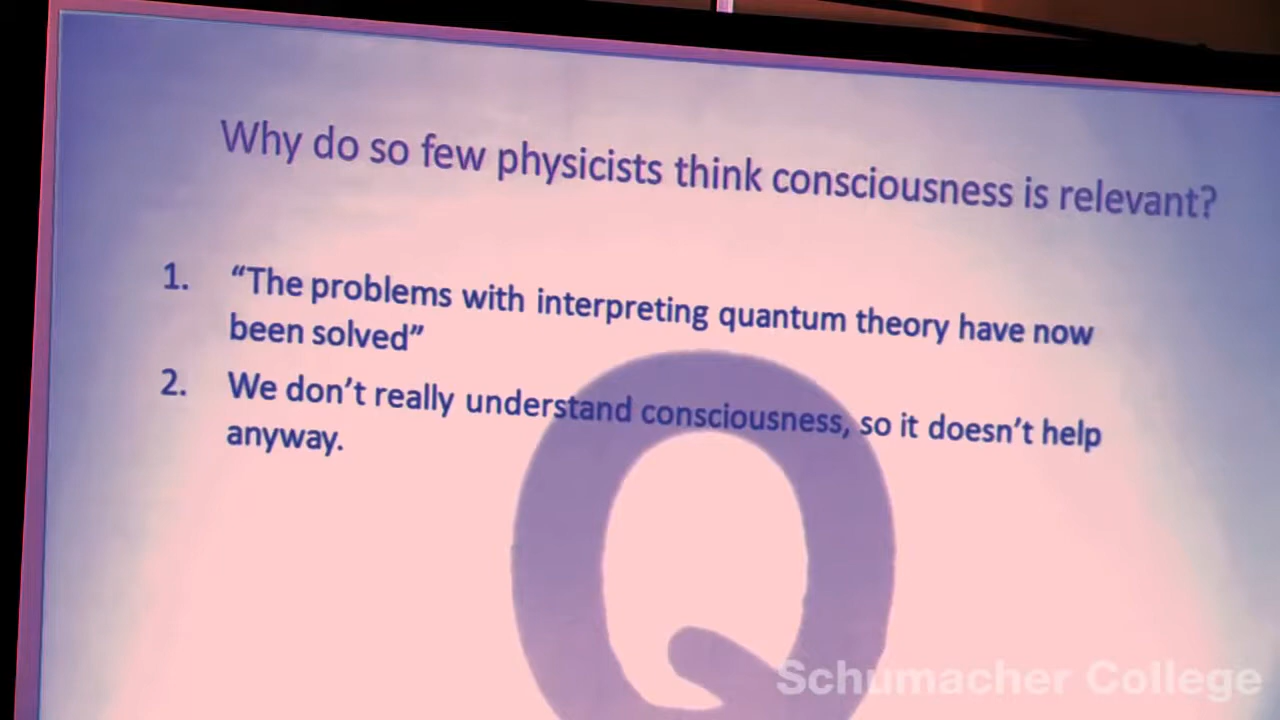 Why do so few physicists think consciousness is relevant?
1. “The problems with interpreting quantum theory have now
been solved”
2. We don’t really understand consciousness, so it doesn’t help
anyway.
Q
Schumacher College